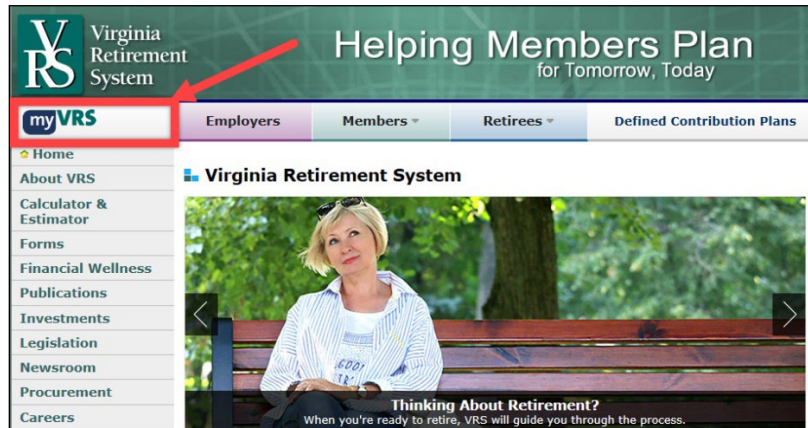 VRS
Virginia
Retirement
System
Helping Members Plan
for Tomorrow, Today
myVRS
Employers
Members
Retirees
Defined Contribution Plans
Home
About VRS
Calculator &
Estimator
Forms
Financial Wellness
Publications
Investments
Legislation
Newsroom
Procurement
Careers
Virginia Retirement System
Thinking About Retirement?
When you're ready to retire, VRS will guide you through the process.